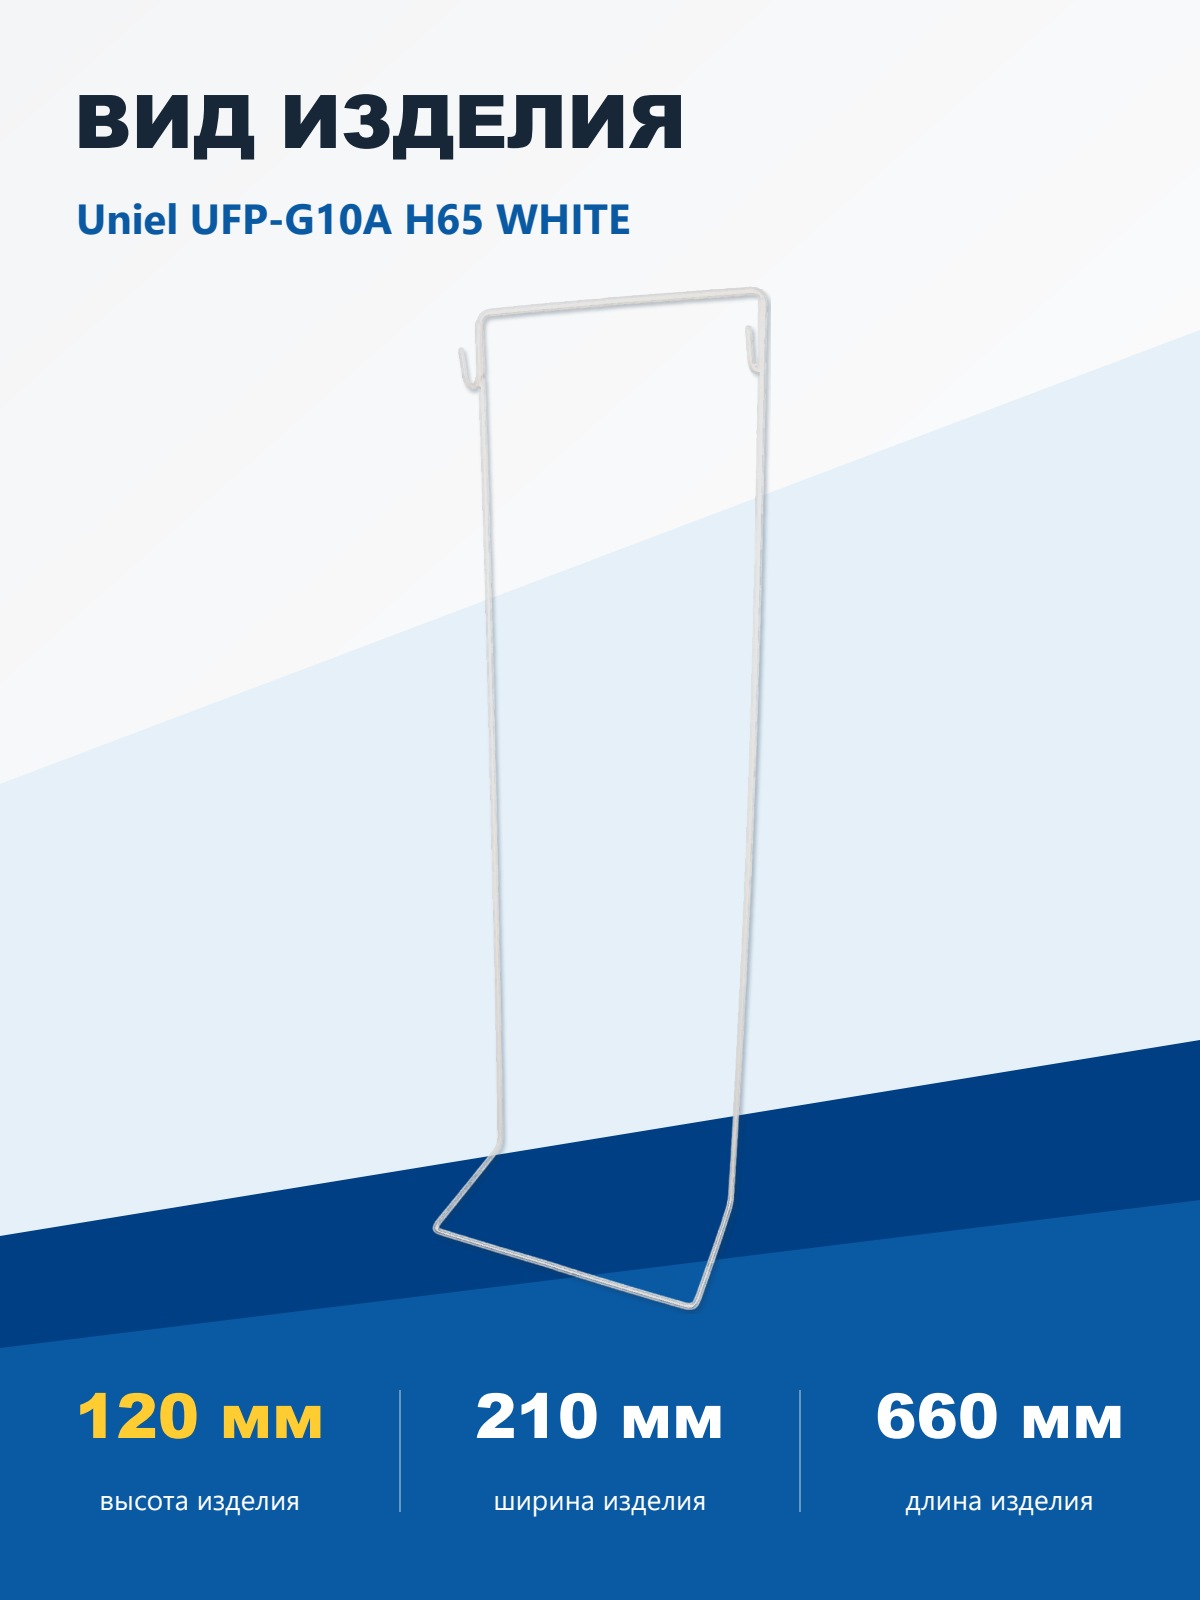 ВИД ИЗДЕЛИЯ
Uniel UFP-G10A H65 WHITE
120 мм
210 мм
660 мм
высота изделия
ширина изделия
длина изделия